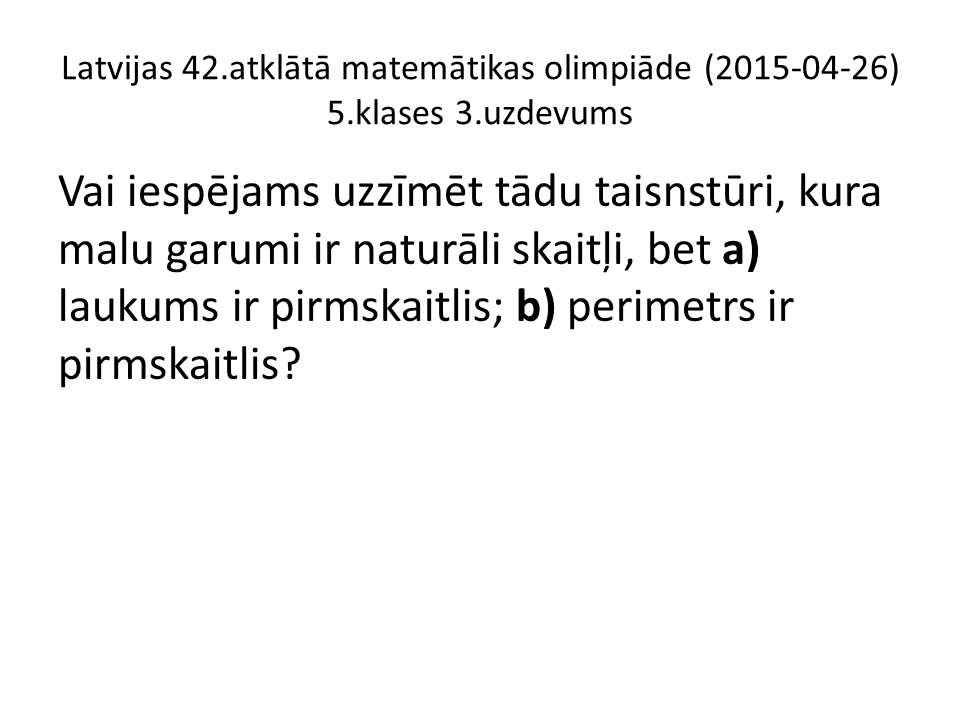 Latvijas 42.atklātā matemātikas olimpiāde (2015-04-26)
5.klases 3.uzdevums
Vai iespējams uzzīmēt tādu taisnstūri, kura
malu garumi ir naturāli skaitļi, bet a)
laukums ir pirmskaitlis; b) perimetrs ir
pirmskaitlis?